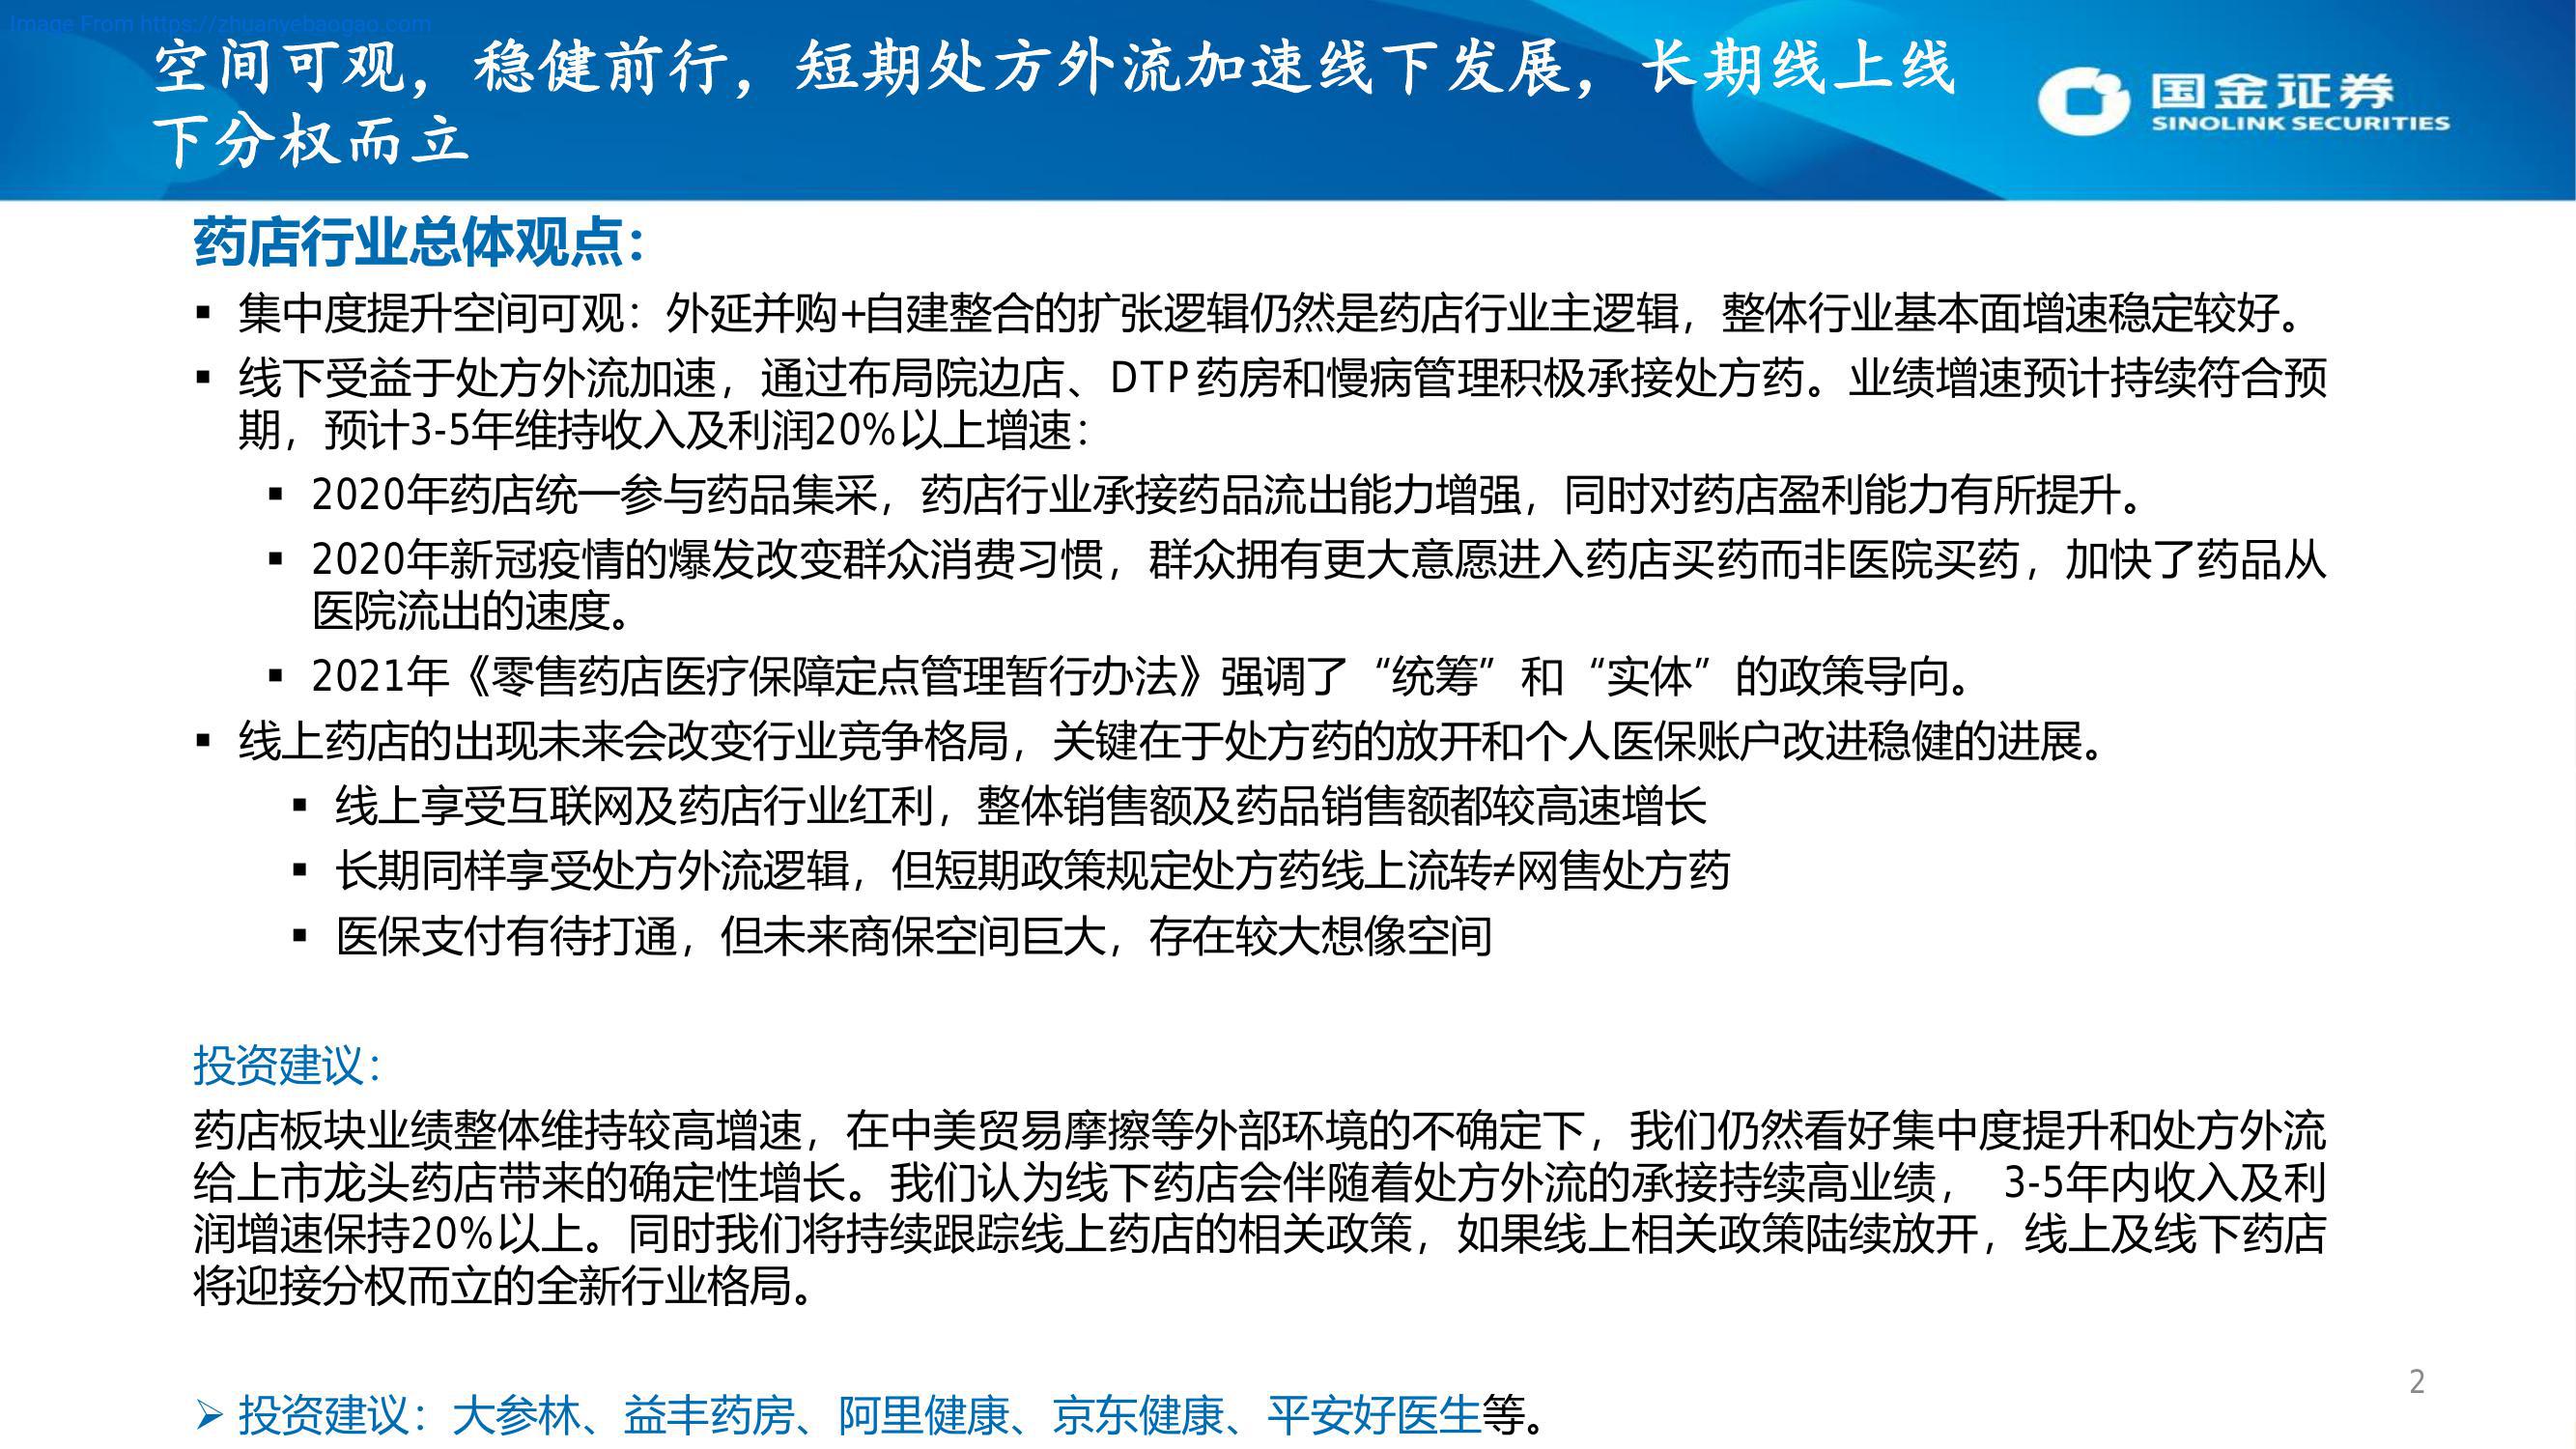 Image From https://zhuanyebaogao.com
空间可观，稳健前行，短期处方外流加速线下发展，长期线上线
下分权而立
国金证券
SINOLINK SECURITIES
药店行业总体观点：
▪ 集中度提升空间可观：外延并购+自建整合的扩张逻辑仍然是药店行业主逻辑，整体行业基本面增速稳定较好。
▪ 线下受益于处方外流加速，通过布局院边店、DTP药房和慢病管理积极承接处方药。业绩增速预计持续符合预
期，预计3-5年维持收入及利润20%以上增速：
▪ 2020年药店统一参与药品集采，药店行业承接药品流出能力增强，同时对药店盈利能力有所提升。
▪ 2020年新冠疫情的爆发改变群众消费习惯，群众拥有更大意愿进入药店买药而非医院买药，加快了药品从
医院流出的速度。
▪ 2021年《零售药店医疗保障定点管理暂行办法》强调了“统筹”和“实体”的政策导向。
▪ 线上药店的出现未来会改变行业竞争格局，关键在于处方药的放开和个人医保账户改进稳健的进展。
▪ 线上享受互联网及药店行业红利，整体销售额及药品销售额都较高速增长
▪ 长期同样享受处方外流逻辑，但短期政策规定处方药线上流转≠网售处方药
▪ 医保支付有待打通，但未来商保空间巨大，存在较大想像空间
投资建议：
药店板块业绩整体维持较高增速，在中美贸易摩擦等外部环境的不确定下，我们仍然看好集中度提升和处方外流
给上市龙头药店带来的确定性增长。我们认为线下药店会伴随着处方外流的承接持续高业绩， 3-5年内收入及利
润增速保持20%以上。同时我们将持续跟踪线上药店的相关政策，如果线上相关政策陆续放开，线上及线下药店
将迎接分权而立的全新行业格局。
2
➢ 投资建议：大参林、益丰药房、阿里健康、京东健康、平安好医生等。